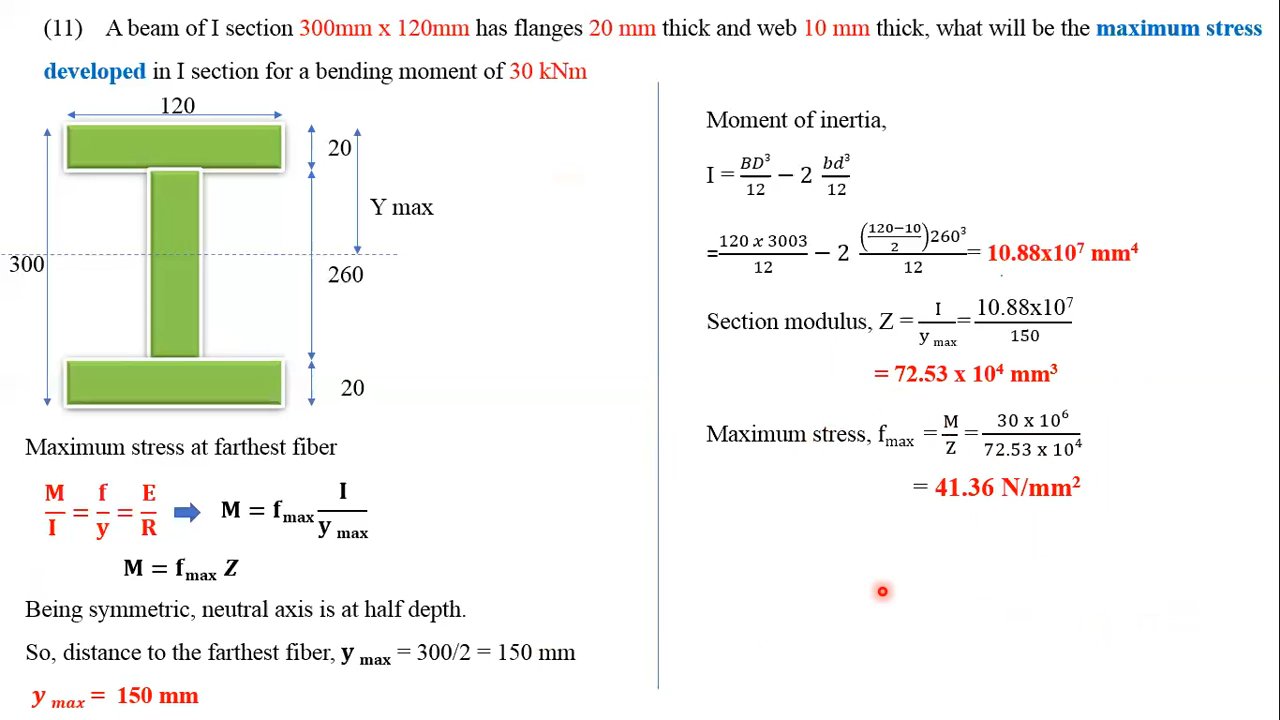 (11) A beam of I section 300mm x 120mm has flanges 20 mm thick and web 10 mm thick, what will be the maximum stress
developed in I section for a bending moment of 30 kNm
120
20
Y max
300
260
20
Maximum stress at farthest fiber
M/I = f/y = E/R ➡ M = f max I/y max
M = f max Z
Being symmetric, neutral axis is at half depth.
So, distance to the farthest fiber, y max = 300/2 = 150 mm
y max = 150 mm
Moment of inertia,
I = BD³/12 − 2 bd³/12
= 120 x 3003/12 − 2 ((120−10)/2)260³/12 = 10.88x10⁷ mm⁴
Section modulus, Z = I/y max = 10.88x10⁷/150
= 72.53 x 10⁴ mm³
Maximum stress, f max = M/Z = 30 x 10⁶/72.53 x 10⁴
= 41.36 N/mm²